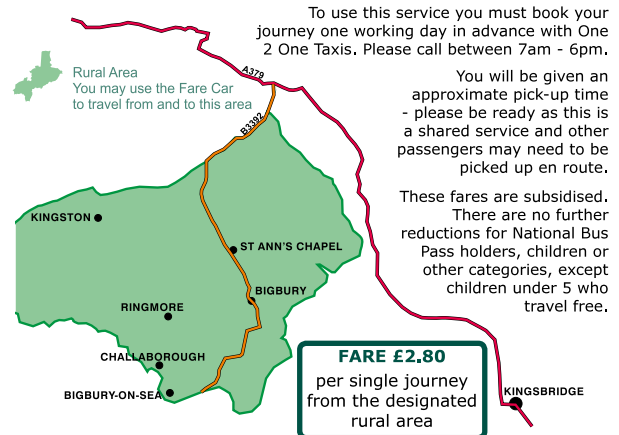 To use this service you must book your
journey one working day in advance with One
2 One Taxis. Please call between 7am - 6pm.
Rural Area
You may use the Fare Car
to travel from and to this area
A379
You will be given an
approximate pick-up time
- please be ready as this is
a shared service and other
passengers may need to be
picked up en route.
B3392
These fares are subsidised.
There are no further
reductions for National Bus
Pass holders, children or
other categories, except
children under 5 who
travel free.
KINGSTON
ST ANN'S CHAPEL
BIGBURY
RINGMORE
CHALLABOROUGH
BIGBURY-ON-SEA
FARE £2.80
per single journey
from the designated
rural area
KINGSBRIDGE